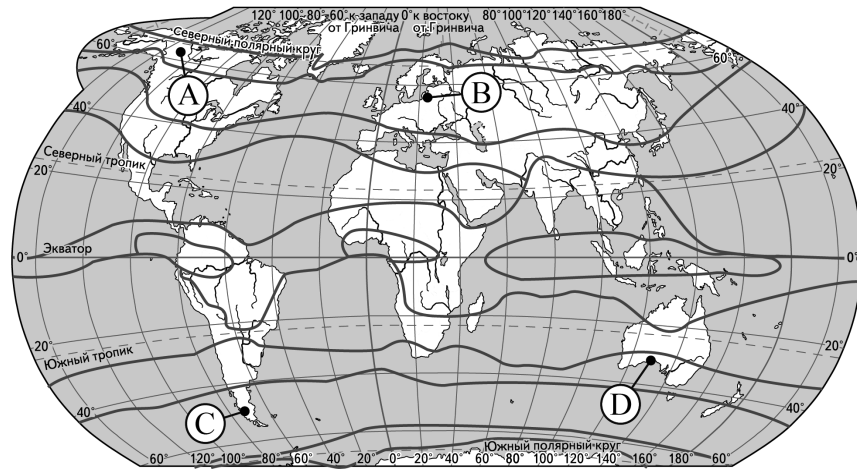 120° 100° 80° 60° к западу 0° к востоку 80° 100° 120° 140° 160° 180°
от Гринвича от Гринвича
Северный полярный круг
60° 60°
A B
40° 40°
Северный тропик
20° 20°
Экватор
0° 0°
20° 20°
Южный тропик
D
40° C 40°
Южный полярный круг
60° 120° 100° 80° 60° 40° 20° 0° 20° 40° 60° 80° 100° 120° 140° 160° 180° 60°